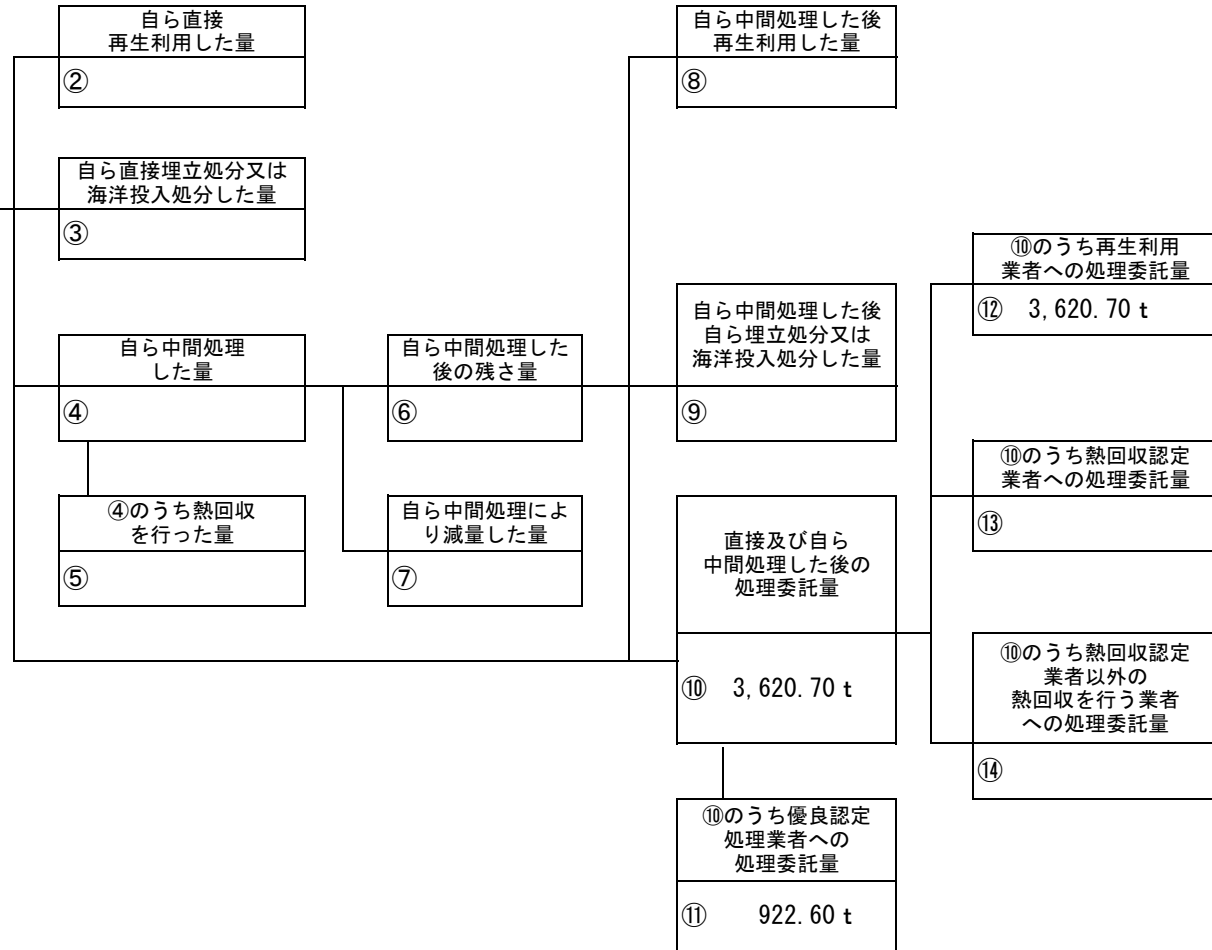 自ら直接
再生利用した量
②
自ら中間処理した後
再生利用した量
⑧
自ら直接埋立処分又は
海洋投入処分した量
③
⑩のうち再生利用
業者への処理委託量
⑫ 3,620.70 t
自ら中間処理
した量
④
自ら中間処理した
後の残さ量
⑥
自ら中間処理した後
自ら埋立処分又は
海洋投入処分した量
⑨
⑩のうち熱回収認定
業者への処理委託量
⑬
④のうち熱回収
を行った量
⑤
自ら中間処理によ
り減量した量
⑦
直接及び自ら
中間処理した後の
処理委託量
⑩ 3,620.70 t
⑩のうち熱回収認定
業者以外の
熱回収を行う業者
への処理委託量
⑭
⑩のうち優良認定
処理業者への
処理委託量
⑪ 922.60 t